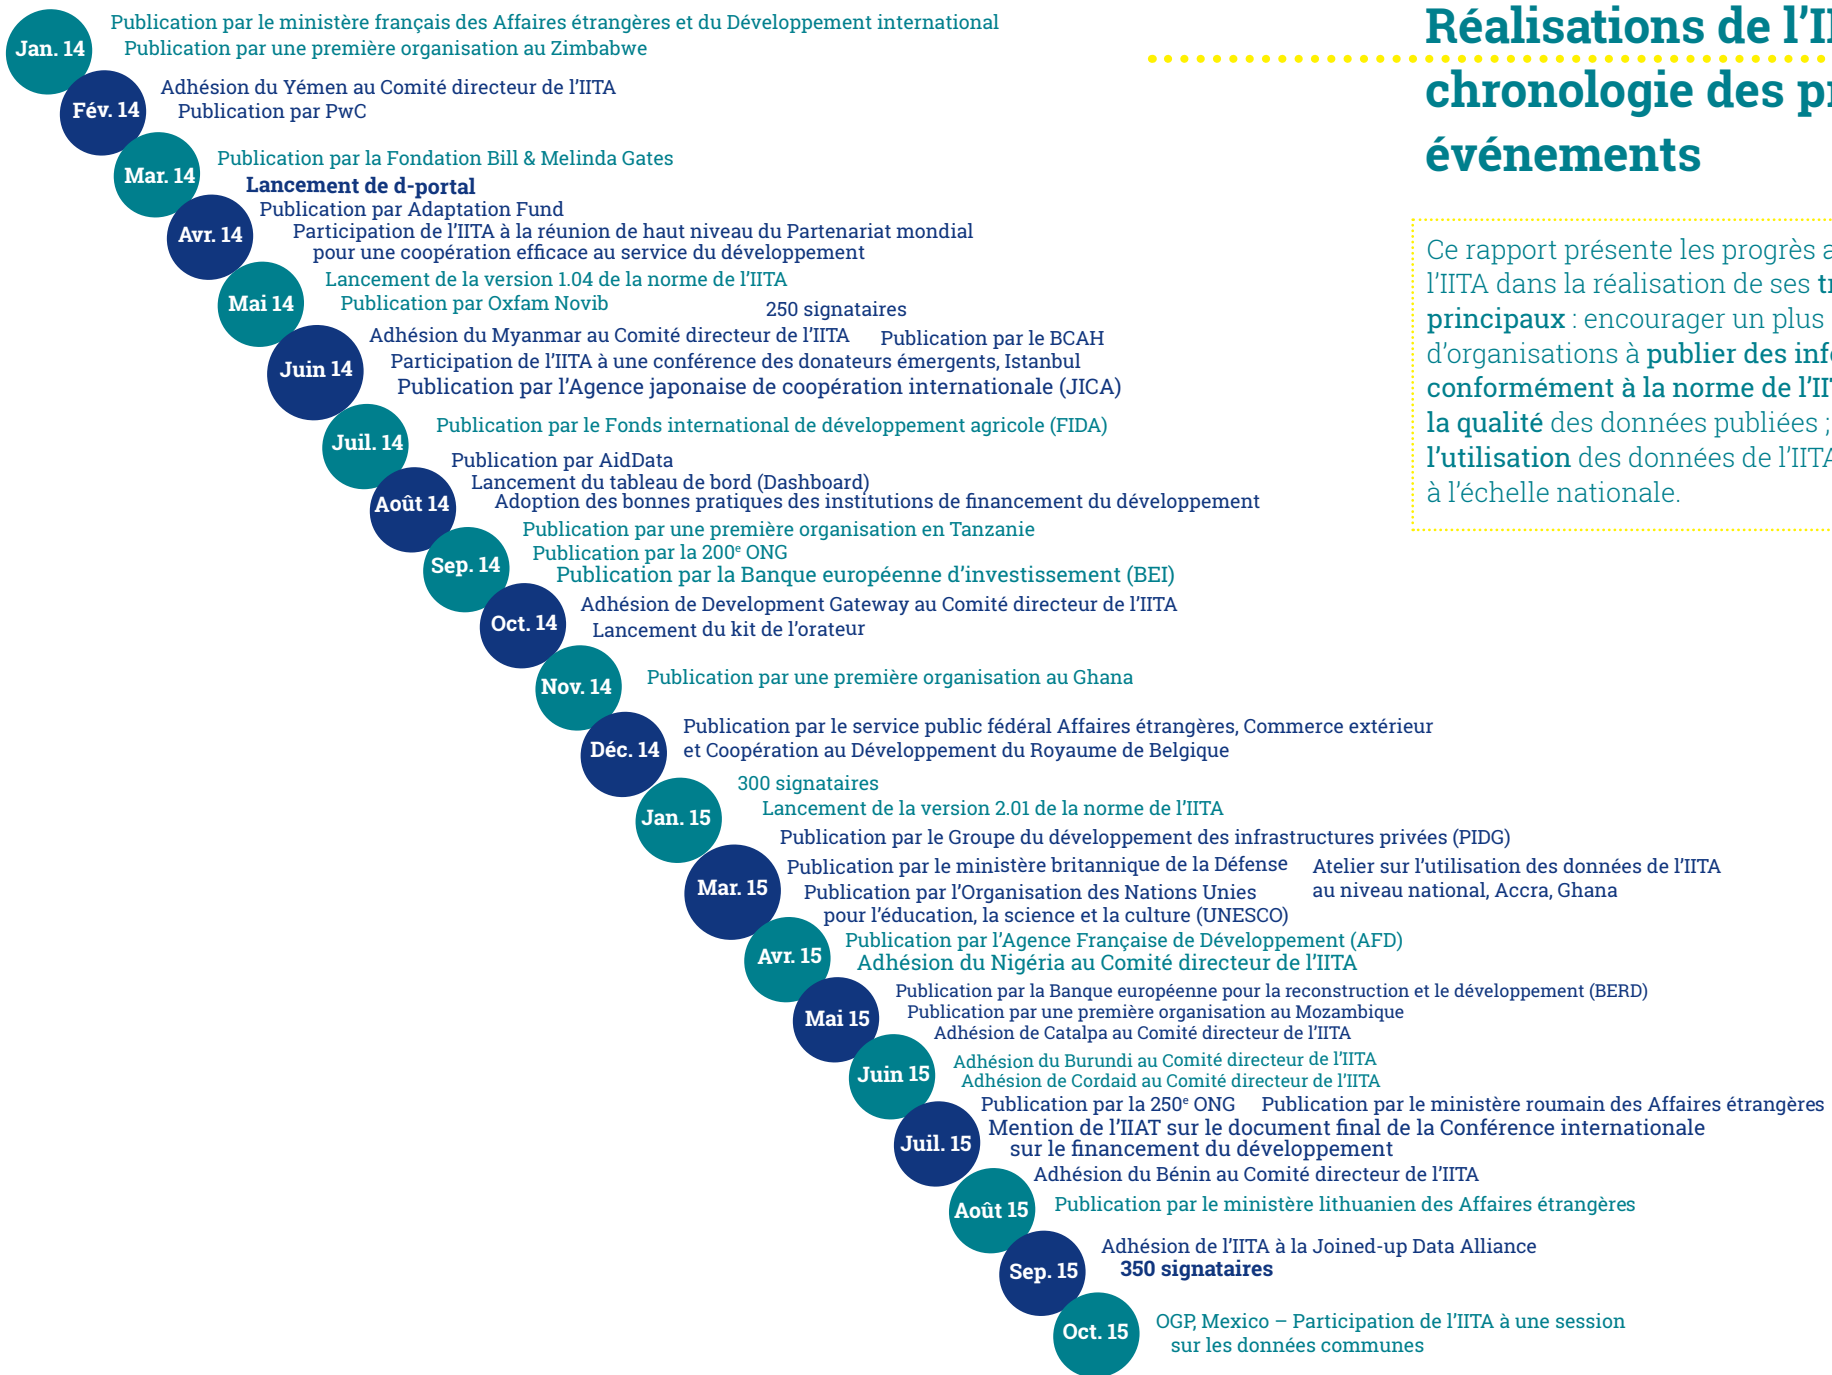 Réalisations de l'II
chronologie des pr
événements
Ce rapport présente les progrès a
l'IITA dans la réalisation de ses tr
principaux : encourager un plus
d'organisations à publier des info
conformément à la norme de l'II
la qualité des données publiées ;
l'utilisation des données de l'IITA
à l'échelle nationale.
Jan. 14
Publication par le ministère français des Affaires étrangères et du Développement international
Publication par une première organisation au Zimbabwe
Fév. 14
Adhésion du Yémen au Comité directeur de l'IITA
Publication par PwC
Mar. 14
Publication par la Fondation Bill & Melinda Gates
Avr. 14
Lancement de d-portal
Publication par Adaptation Fund
Participation de l'IITA à la réunion de haut niveau du Partenariat mondial
pour une coopération efficace au service du développement
Mai 14
Lancement de la version 1.04 de la norme de l'IITA
Publication par Oxfam Novib
Juin 14
250 signataires
Adhésion du Myanmar au Comité directeur de l'IITA
Publication par le BCAH
Participation de l'IITA à une conférence des donateurs émergents, Istanbul
Publication par l'Agence japonaise de coopération internationale (JICA)
Juil. 14
Publication par le Fonds international de développement agricole (FIDA)
Août 14
Publication par AidData
Lancement du tableau de bord (Dashboard)
Adoption des bonnes pratiques des institutions de financement du développement
Sep. 14
Publication par une première organisation en Tanzanie
Publication par la 200e ONG
Publication par la Banque européenne d'investissement (BEI)
Oct. 14
Adhésion de Development Gateway au Comité directeur de l'IITA
Lancement du kit de l'orateur
Nov. 14
Publication par une première organisation au Ghana
Déc. 14
Publication par le service public fédéral Affaires étrangères, Commerce extérieur
et Coopération au Développement du Royaume de Belgique
Jan. 15
300 signataires
Lancement de la version 2.01 de la norme de l'IITA
Mar. 15
Publication par le Groupe du développement des infrastructures privées (PIDG)
Publication par le ministère britannique de la Défense
Publication par l'Organisation des Nations Unies
pour l'éducation, la science et la culture (UNESCO)
Atelier sur l'utilisation des données de l'IITA
au niveau national, Accra, Ghana
Avr. 15
Publication par l'Agence Française de Développement (AFD)
Adhésion du Nigéria au Comité directeur de l'IITA
Mai 15
Publication par la Banque européenne pour la reconstruction et le développement (BERD)
Publication par une première organisation au Mozambique
Adhésion de Catalpa au Comité directeur de l'IITA
Juin 15
Adhésion du Burundi au Comité directeur de l'IITA
Adhésion de Cordaid au Comité directeur de l'IITA
Juil. 15
Publication par la 250e ONG
Publication par le ministère roumain des Affaires étrangères
Mention de l'IIAT sur le document final de la Conférence internationale
sur le financement du développement
Adhésion du Bénin au Comité directeur de l'IITA
Août 15
Publication par le ministère lithuanien des Affaires étrangères
Sep. 15
Adhésion de l'IITA à la Joined-up Data Alliance
350 signataires
Oct. 15
OGP, Mexico – Participation de l'IITA à une session
sur les données communes